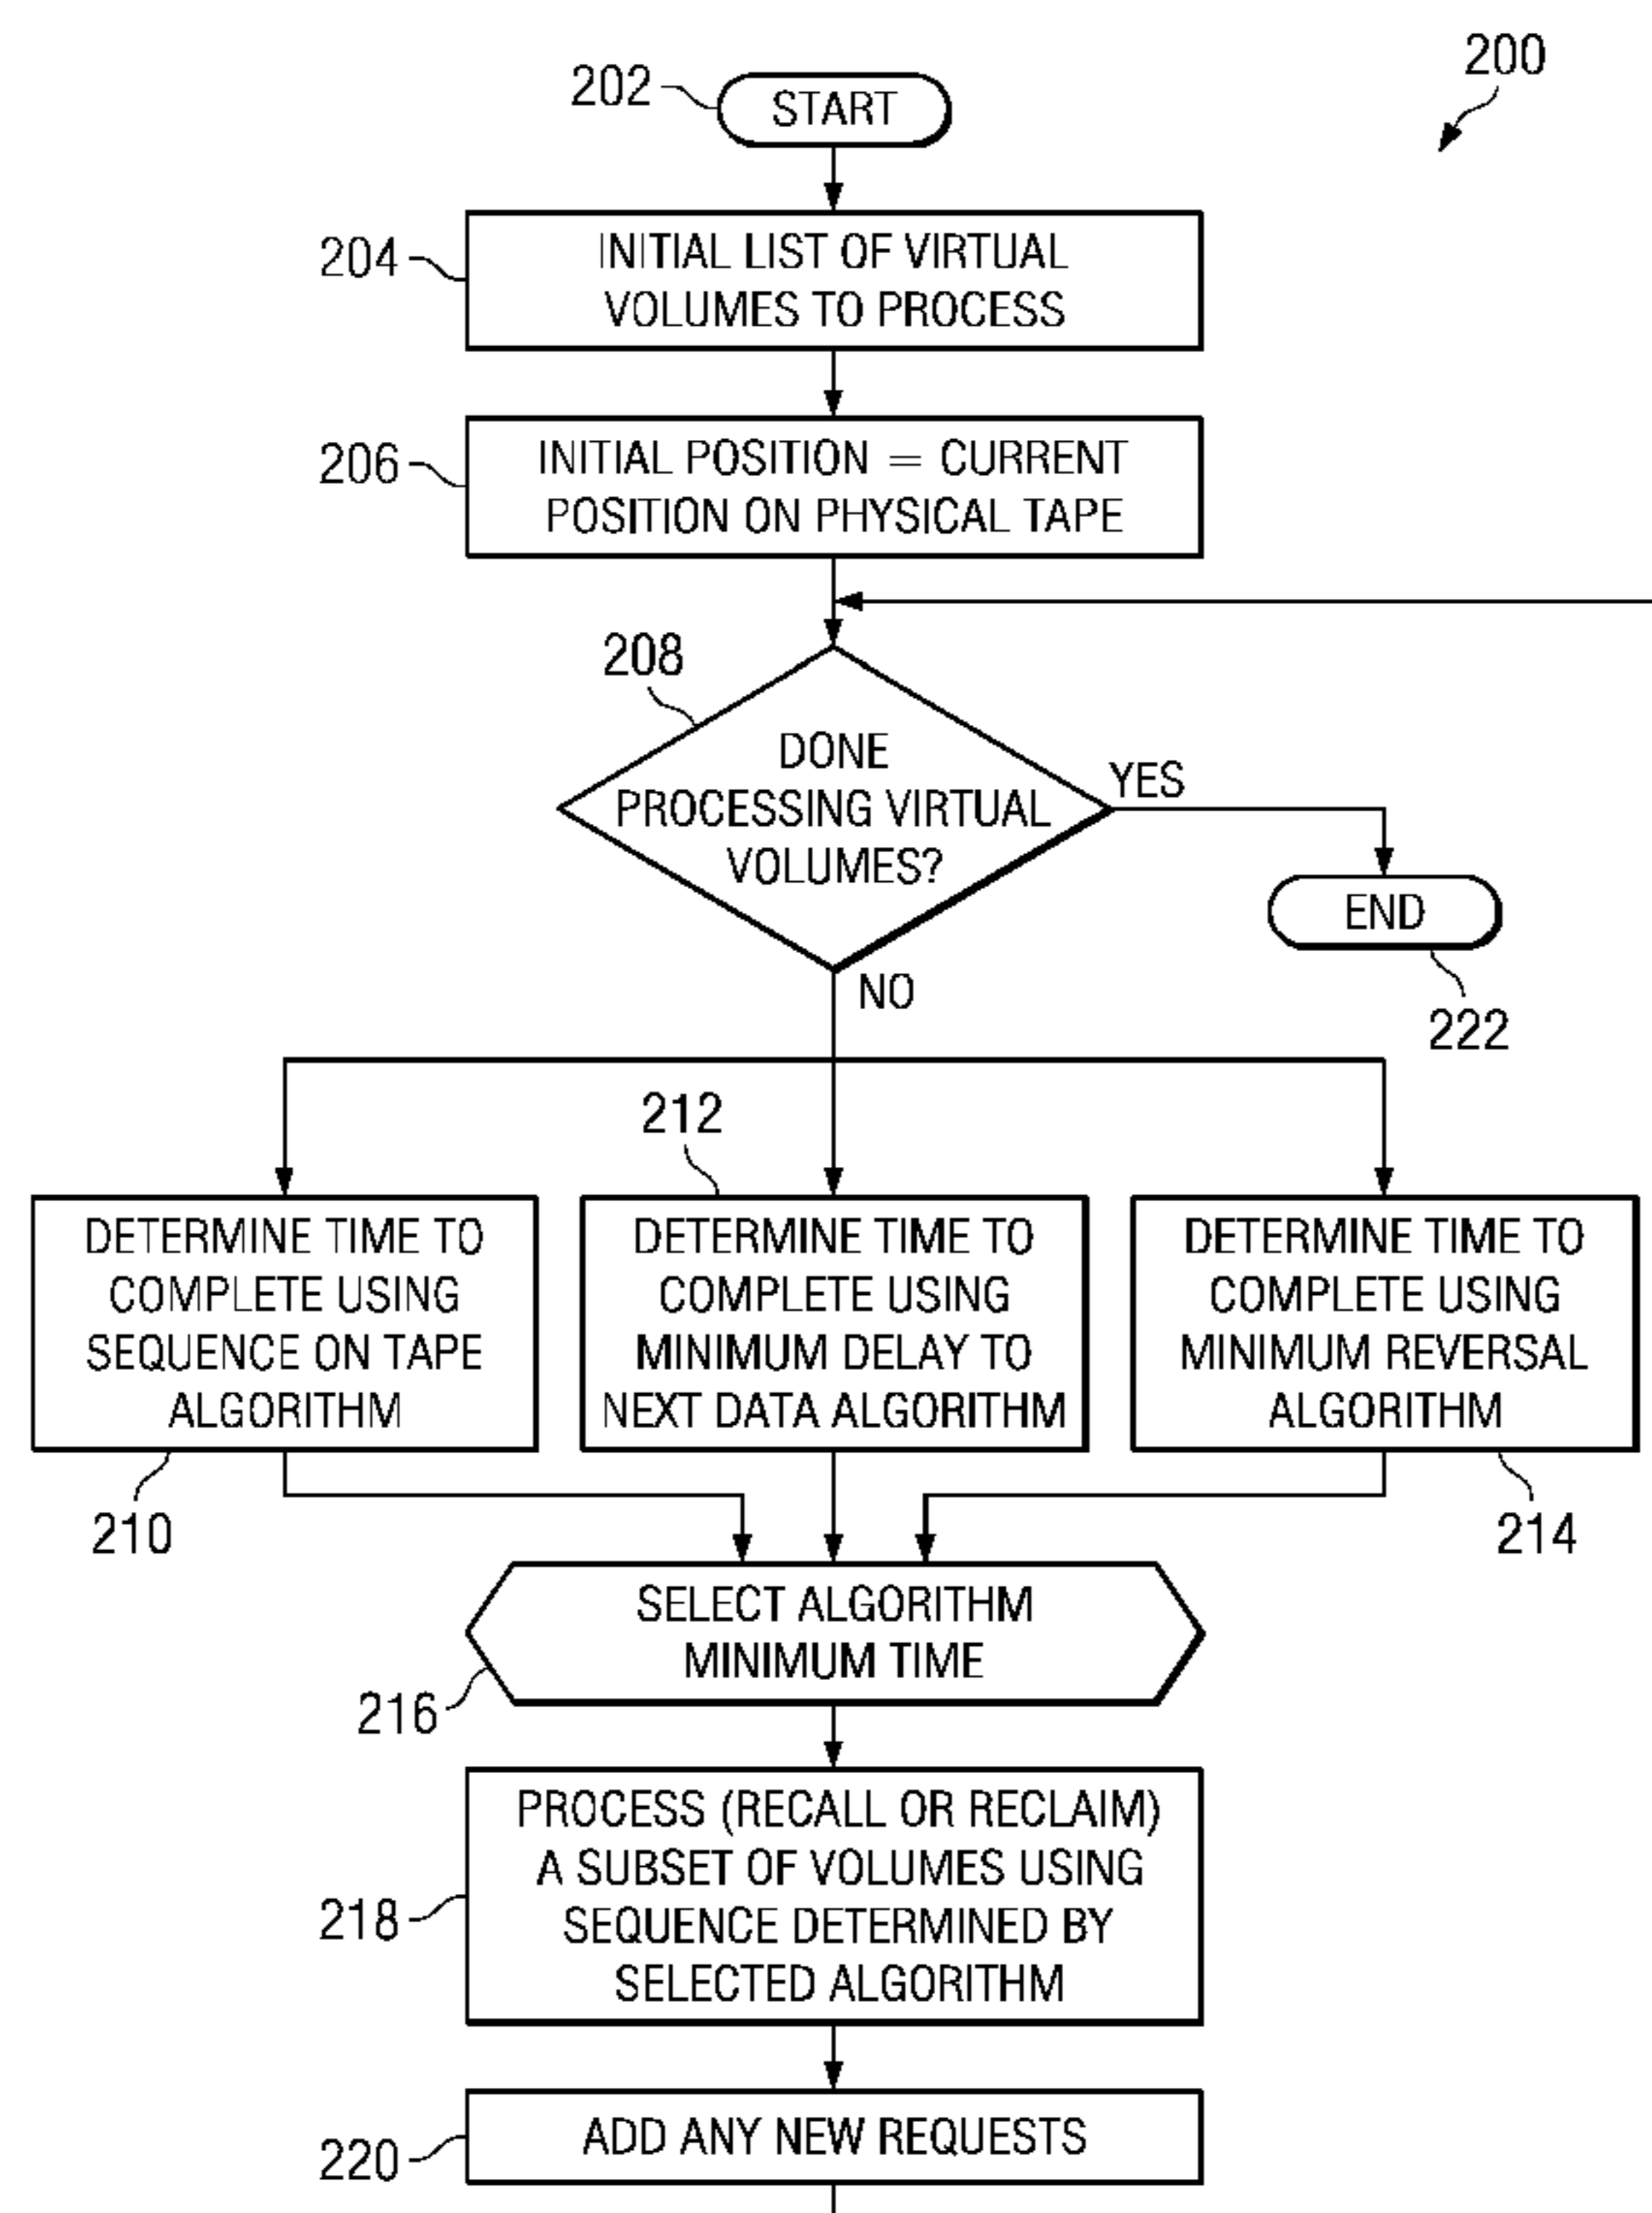 200
202
START
204
INITIAL LIST OF VIRTUAL
VOLUMES TO PROCESS
206
INITIAL POSITION = CURRENT
POSITION ON PHYSICAL TAPE
208
DONE
PROCESSING VIRTUAL
VOLUMES?
YES
END
222
NO
DETERMINE TIME TO
COMPLETE USING
SEQUENCE ON TAPE
ALGORITHM
210
212
DETERMINE TIME TO
COMPLETE USING
MINIMUM DELAY TO
NEXT DATA ALGORITHM
DETERMINE TIME TO
COMPLETE USING
MINIMUM REVERSAL
ALGORITHM
214
SELECT ALGORITHM
MINIMUM TIME
216
PROCESS (RECALL OR RECLAIM)
A SUBSET OF VOLUMES USING
SEQUENCE DETERMINED BY
SELECTED ALGORITHM
218
ADD ANY NEW REQUESTS
220